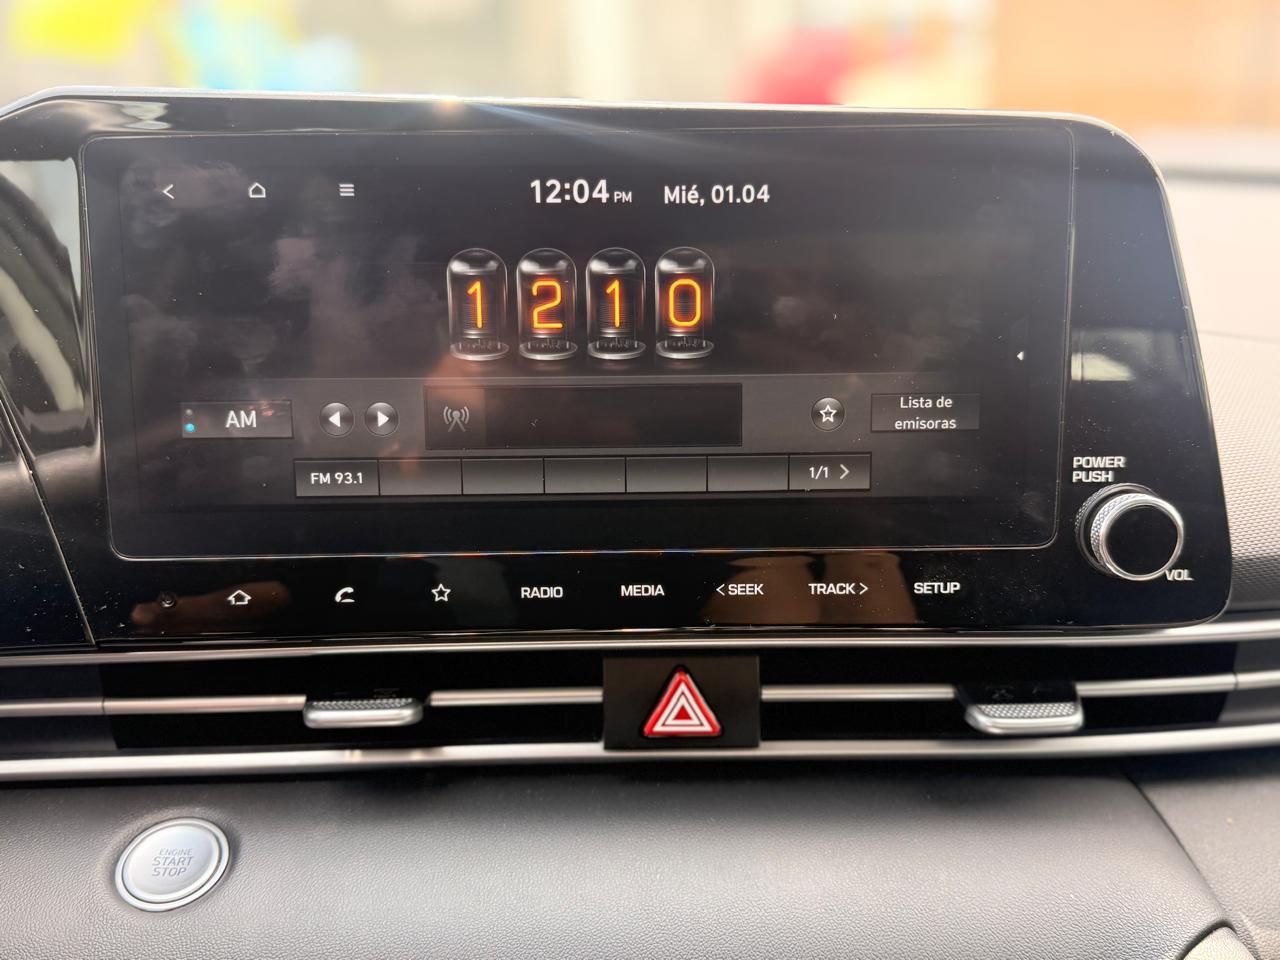 12:04 PM Mié, 01.04
1210
AM
Lista de
emisoras
FM 93.1
1/1 >
POWER
PUSH
VOL
RADIO MEDIA < SEEK TRACK > SETUP
ENGINE
START
STOP